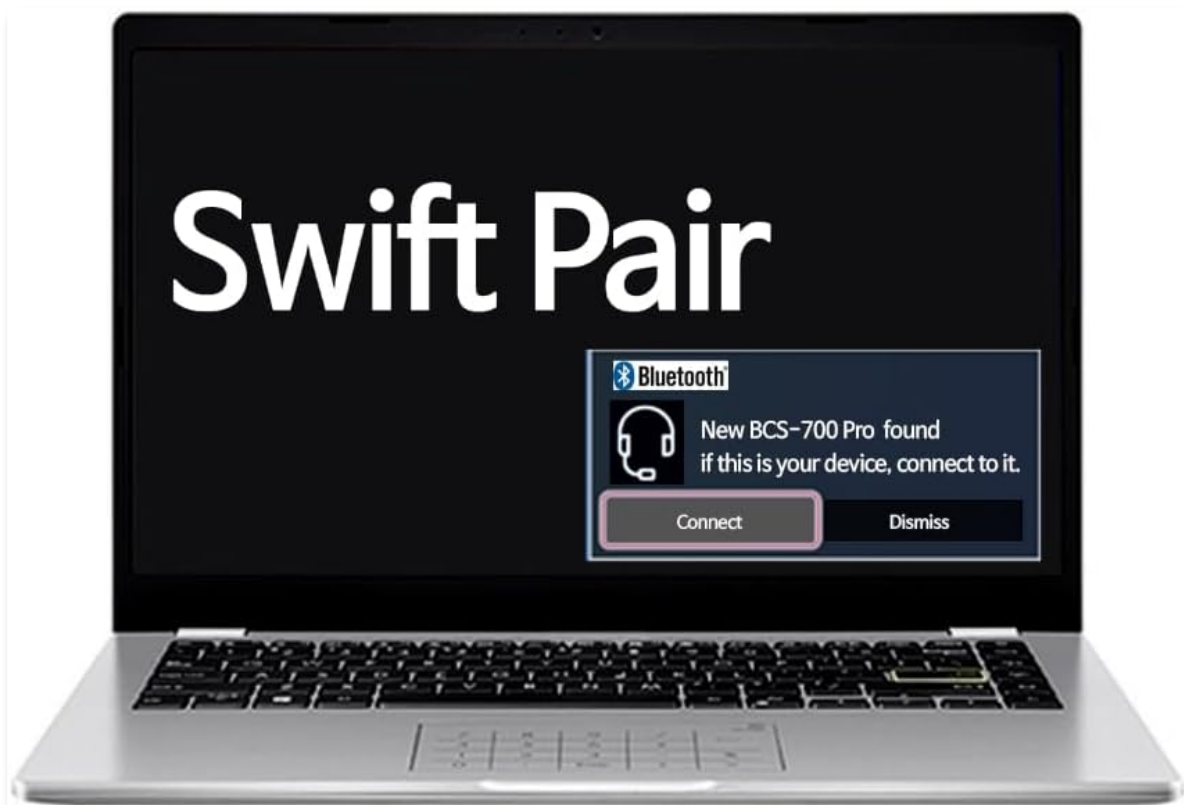 Swift Pair
Bluetooth®
New BCS-700 Pro found
if this is your device, connect to it.
Connect
Dismiss